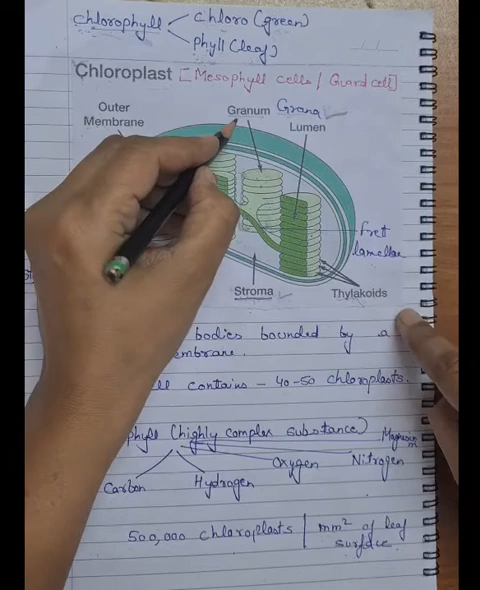 Chlorophyll chloro (green)
phyll (leaf)
Chloroplast [Mesophyll cells / Guard cell]
Outer Membrane
Granum Grana
Lumen
Fret lamellae
Stroma
Thylakoids
bodies bounded by a
membrane.
contains - 40-50 chloroplasts.
phyll (highly complex substance)
Magnesium
Carbon Hydrogen Oxygen Nitrogen
500,000 chloroplasts | mm² of leaf surface